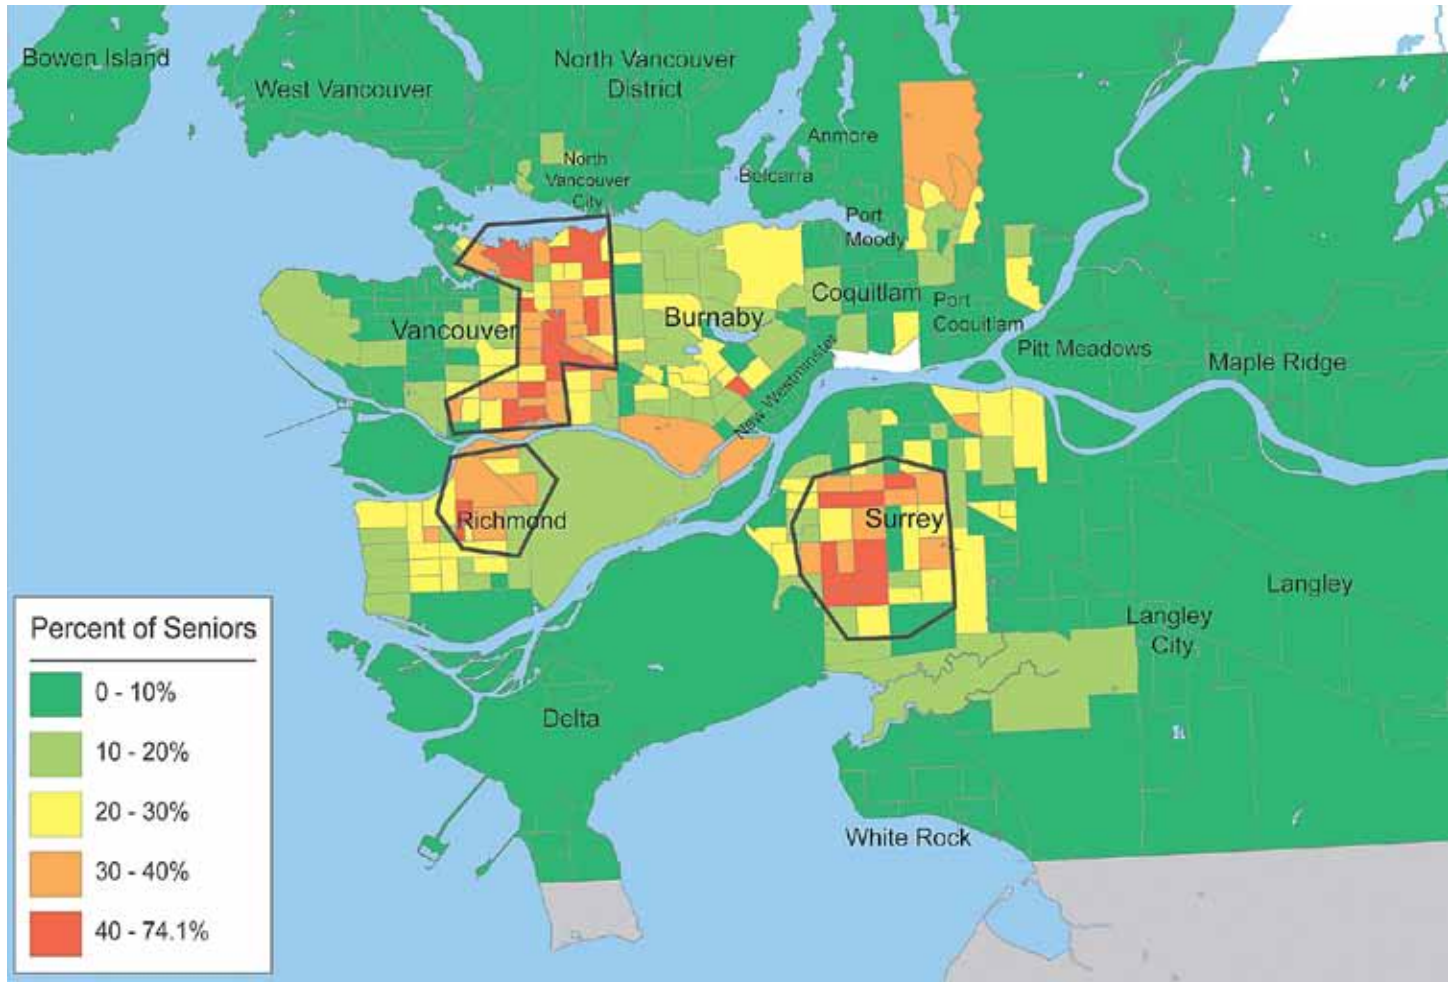 Bowen Island
West Vancouver
North Vancouver
District
North
Vancouver
City
Anmore
Belcarra
Port
Moody
Coquitlam
Port
Coquitlam
Vancouver
Burnaby
New Westminster
Pitt Meadows
Maple Ridge
Richmond
Surrey
Langley
Langley
City
Delta
White Rock
Percent of Seniors
0 - 10%
10 - 20%
20 - 30%
30 - 40%
40 - 74.1%